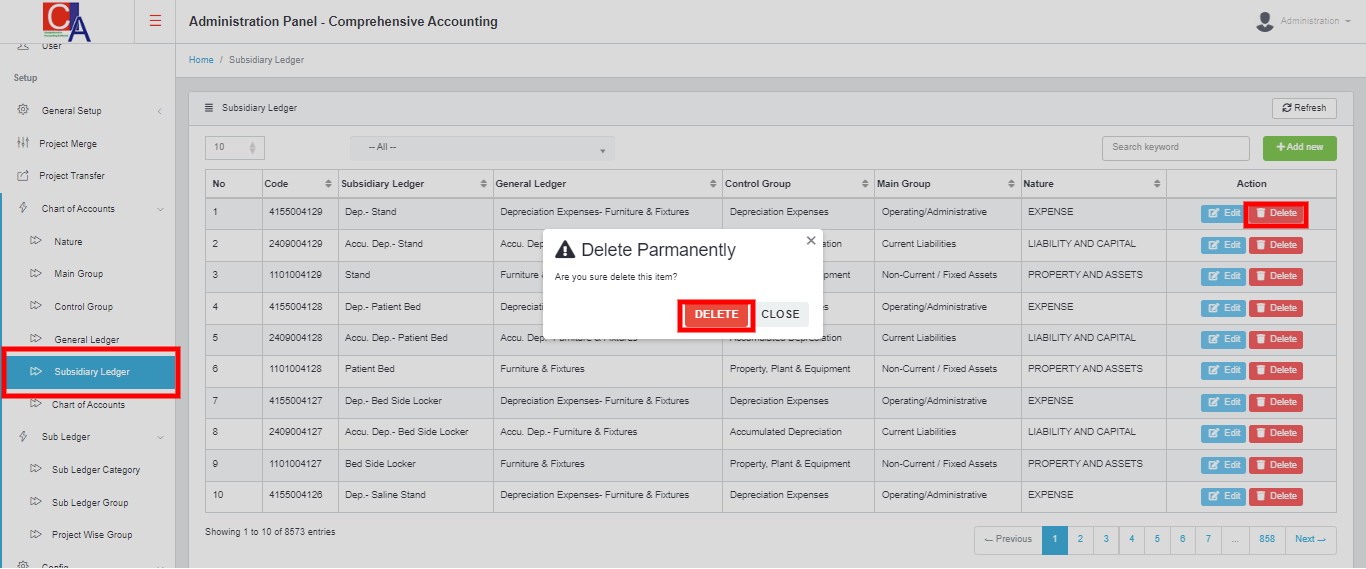 CIA
Administration Panel - Comprehensive Accounting
Administration
User
Home / Subsidiary Ledger
Setup
General Setup
Project Merge
Project Transfer
Chart of Accounts
Nature
Main Group
Control Group
General Ledger
Subsidiary Ledger
Chart of Accounts
Sub Ledger
Sub Ledger Category
Sub Ledger Group
Project Wise Group
Config
Subsidiary Ledger
Refresh
10
-- All --
Search keyword
Add new
No Code Subsidiary Ledger General Ledger Control Group Main Group Nature Action
1 4155004129 Dep.- Stand Depreciation Expenses- Furniture & Fixtures Depreciation Expenses Operating/Administrative EXPENSE Edit Delete
2 2409004129 Accu. Dep.- Stand Accu. Dep ation Current Liabilities LIABILITY AND CAPITAL Edit Delete
3 1101004129 Stand Furniture uipment Non-Current / Fixed Assets PROPERTY AND ASSETS Edit Delete
4 4155004128 Dep.- Patient Bed Depreciati Operating/Administrative EXPENSE Edit Delete
5 2409004128 Accu. Dep.- Patient Bed Accu. Dep.- Furniture & Fixtures Accumulated Depreciation Current Liabilities LIABILITY AND CAPITAL Edit Delete
6 1101004128 Patient Bed Furniture & Fixtures Property, Plant & Equipment Non-Current / Fixed Assets PROPERTY AND ASSETS Edit Delete
7 4155004127 Dep.- Bed Side Locker Depreciation Expenses- Furniture & Fixtures Depreciation Expenses Operating/Administrative EXPENSE Edit Delete
8 2409004127 Accu. Dep.- Bed Side Locker Accu. Dep.- Furniture & Fixtures Accumulated Depreciation Current Liabilities LIABILITY AND CAPITAL Edit Delete
9 1101004127 Bed Side Locker Furniture & Fixtures Property, Plant & Equipment Non-Current / Fixed Assets PROPERTY AND ASSETS Edit Delete
10 4155004126 Dep.- Saline Stand Depreciation Expenses- Furniture & Fixtures Depreciation Expenses Operating/Administrative EXPENSE Edit Delete
Delete Parmanently
Are you sure delete this item?
DELETE CLOSE
Showing 1 to 10 of 8573 entries
Previous 1 2 3 4 5 6 7 ... 858 Next